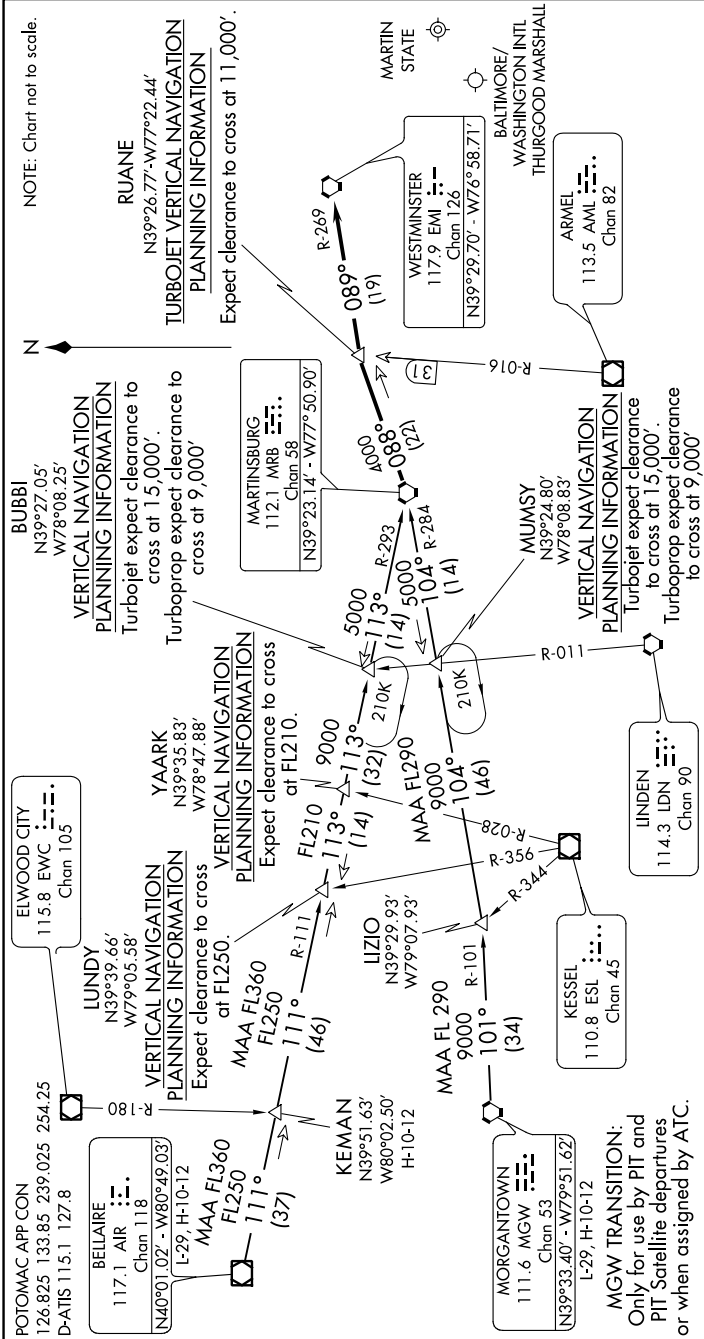 NOTE: Chart not to scale.
POTOMAC APP CON
126.825 133.85 239.025 254.25
D-ATIS 115.1 127.8
ELWOOD CITY
115.8 EWC
Chan 105
BELLAIRE
117.1 AIR
Chan 118
N40°01.02' - W80°49.03'
L-29, H-10-12
MAA FL360
FL250
111°
(37)
R-180
KEMAN
N39°51.63'
W80°02.50'
H-10-12
MAA FL360
FL250
111°
(46)
R-111
LUNDY
N39°39.66'
W79°05.58'
VERTICAL NAVIGATION
PLANNING INFORMATION
Expect clearance to cross
at FL250.
FL210
113°
(14)
YAARK
N39°35.83'
W78°47.88'
VERTICAL NAVIGATION
PLANNING INFORMATION
Expect clearance to cross
at FL210.
9000
113°
(32)
BUBBI
N39°27.05'
W78°08.25'
VERTICAL NAVIGATION
PLANNING INFORMATION
Turbojet expect clearance to
cross at 15,000'.
Turboprop expect clearance to
cross at 9,000'
210K
5000
113°
(14)
R-293
N
MARTINSBURG
112.1 MRB
Chan 58
N39°23.14' - W77°50.90'
4000
088°
(22)
RUANE
N39°26.77'-W77°22.44'
TURBOJET VERTICAL NAVIGATION
PLANNING INFORMATION
Expect clearance to cross at 11,000'.
089°
(19)
R-269
WESTMINSTER
117.9 EMI
Chan 126
N39°29.70' - W76°58.71'
MARTIN
STATE
BALTIMORE/
WASHINGTON INTL
THURGOOD MARSHALL
31
R-016
ARMEL
113.5 AML
Chan 82
MORGANTOWN
111.6 MGW
Chan 53
N39°33.40' - W79°51.62'
L-29, H-10-12
MAA FL 290
9000
101°
(34)
R-101
LIZIO
N39°29.93'
W79°07.93'
MAA FL290
9000
104°
(46)
R-344
R-356
R-028
KESSEL
110.8 ESL
Chan 45
210K
5000
104°
(14)
R-284
MUMSY
N39°24.80'
W78°08.83'
VERTICAL NAVIGATION
PLANNING INFORMATION
Turbojet expect clearance
to cross at 15,000'.
Turboprop expect clearance
to cross at 9,000'
R-011
LINDEN
114.3 LDN
Chan 90
MGW TRANSITION:
Only for use by PIT and
PIT Satellite departures
or when assigned by ATC.